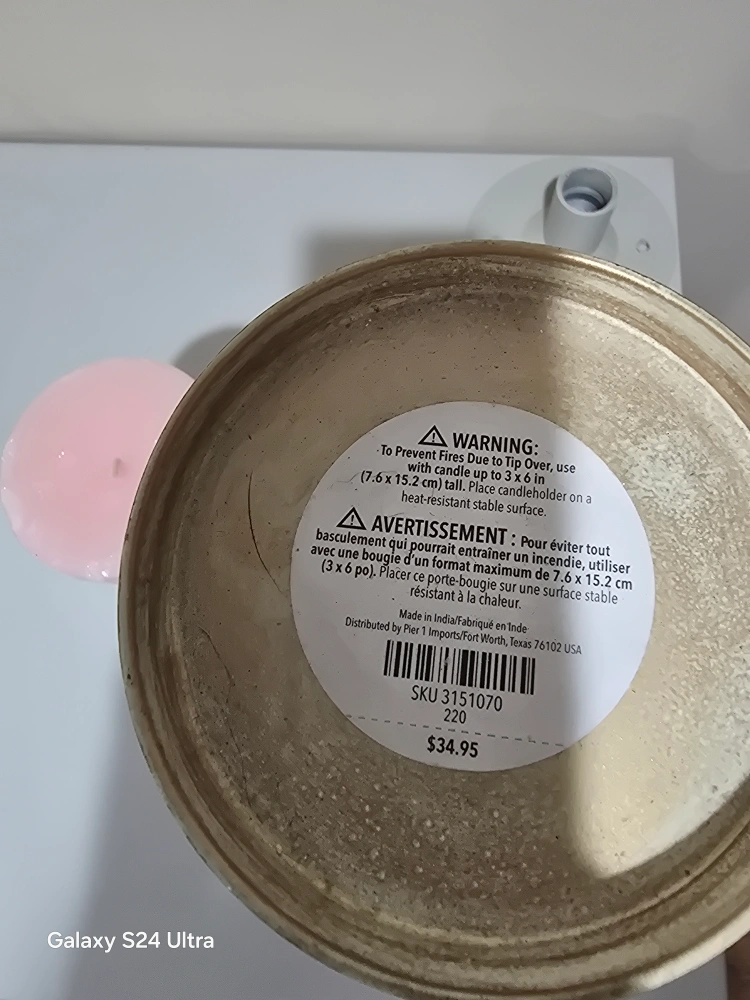 ⚠ WARNING:
To Prevent Fires Due to Tip Over, use
with candle up to 3 x 6 in
(7.6 x 15.2 cm) tall. Place candleholder on a
heat-resistant stable surface.
⚠ AVERTISSEMENT : Pour éviter tout
basculement qui pourrait entraîner un incendie, utiliser
avec une bougie d'un format maximum de 7.6 x 15.2 cm
(3 x 6 po). Placer ce porte-bougie sur une surface stable
résistant à la chaleur.
Made in India/Fabriqué en Inde
Distributed by Pier 1 Imports/Fort Worth, Texas 76102 USA
SKU 3151070
220
$34.95
Galaxy S24 Ultra